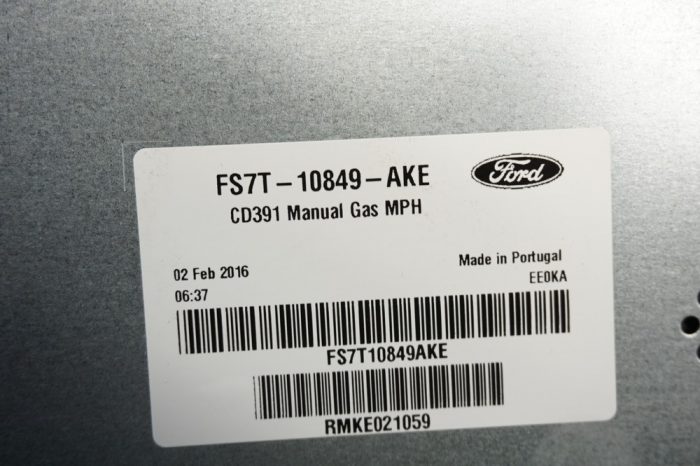 FS7T-10849-AKE
Ford
CD391 Manual Gas MPH
02 Feb 2016
Made in Portugal
06:37
EE0KA
FS7T10849AKE
RMKE021059